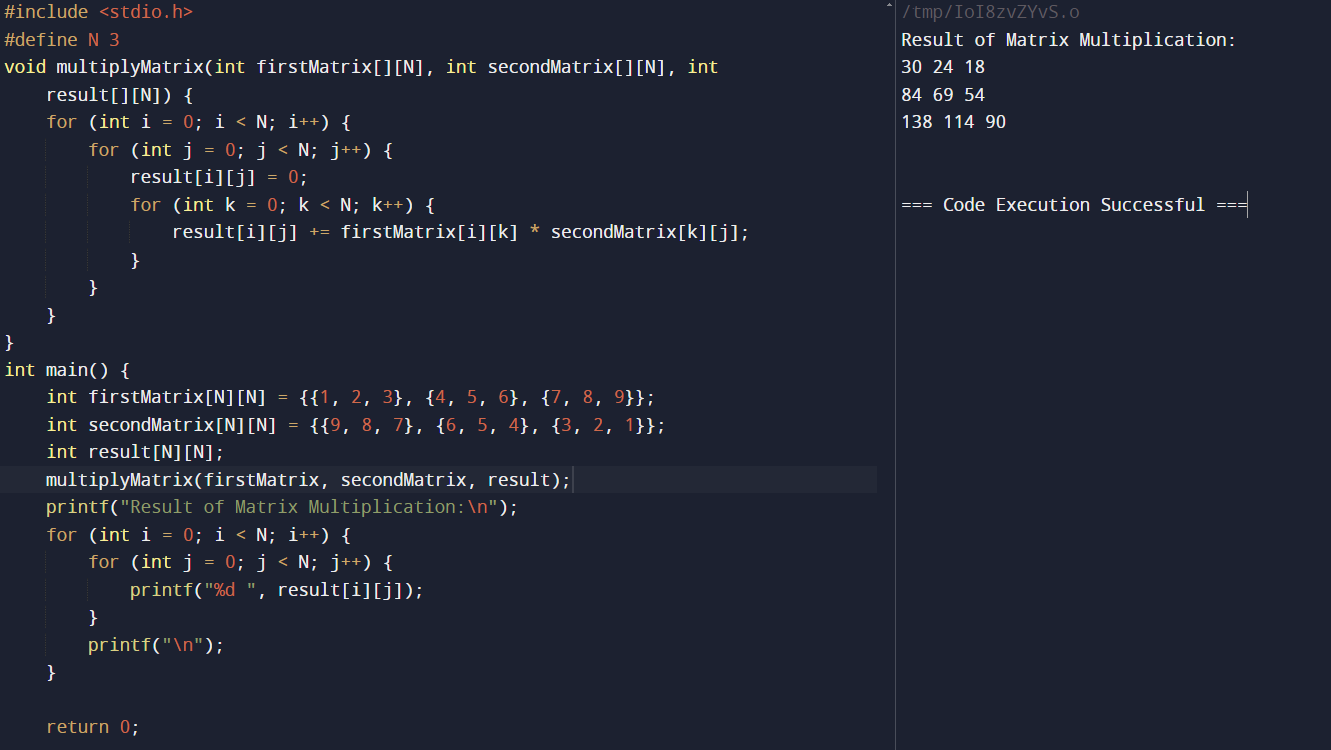 #include <stdio.h>
#define N 3
void multiplyMatrix(int firstMatrix[][N], int secondMatrix[][N], int
    result[][N]) {
    for (int i = 0; i < N; i++) {
        for (int j = 0; j < N; j++) {
            result[i][j] = 0;
            for (int k = 0; k < N; k++) {
                result[i][j] += firstMatrix[i][k] * secondMatrix[k][j];
            }
        }
    }
}
int main() {
    int firstMatrix[N][N] = {{1, 2, 3}, {4, 5, 6}, {7, 8, 9}};
    int secondMatrix[N][N] = {{9, 8, 7}, {6, 5, 4}, {3, 2, 1}};
    int result[N][N];
    multiplyMatrix(firstMatrix, secondMatrix, result);
    printf("Result of Matrix Multiplication:\n");
    for (int i = 0; i < N; i++) {
        for (int j = 0; j < N; j++) {
            printf("%d ", result[i][j]);
        }
        printf("\n");
    }

    return 0;
/tmp/IoI8zvZYvS.o
Result of Matrix Multiplication:
30 24 18
84 69 54
138 114 90
=== Code Execution Successful ===